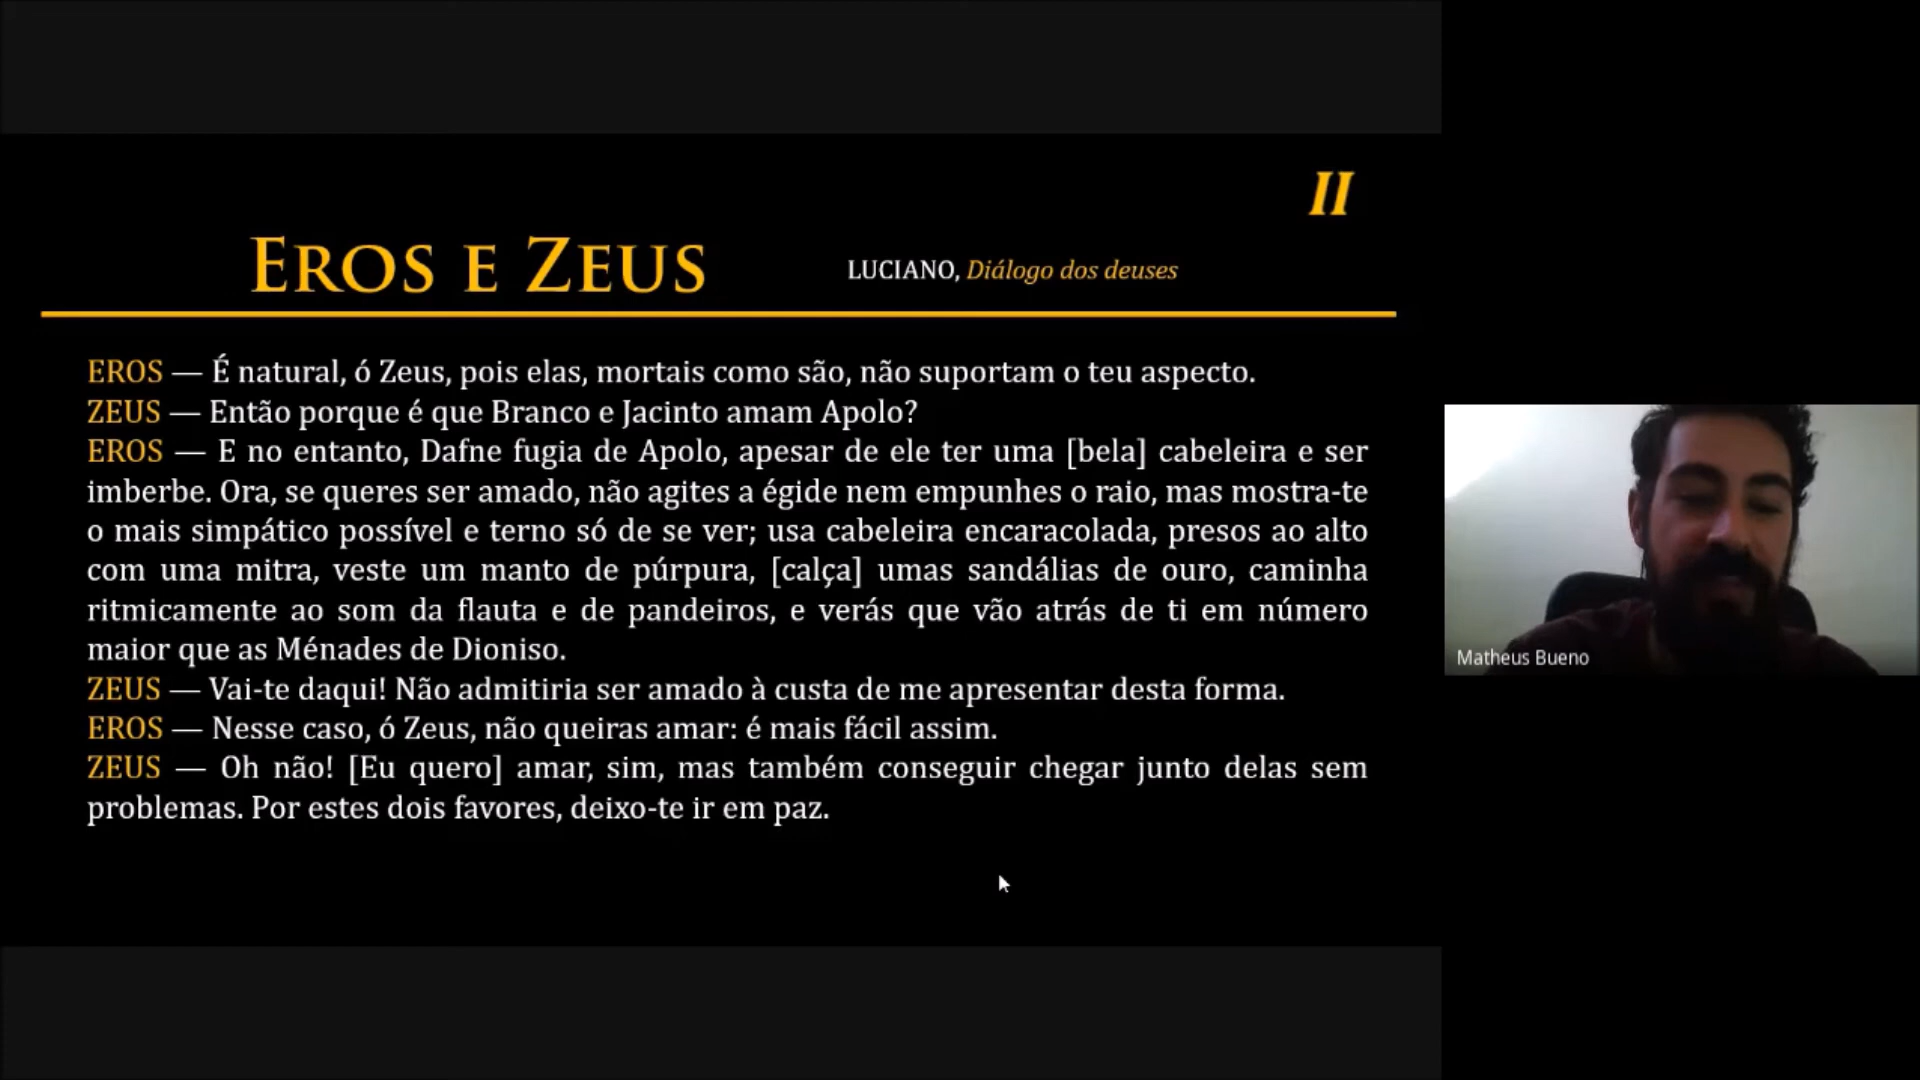 II
EROS E ZEUS
LUCIANO, Diálogo dos deuses
EROS — É natural, ó Zeus, pois elas, mortais como são, não suportam o teu aspecto.
ZEUS — Então porque é que Branco e Jacinto amam Apolo?
EROS — E no entanto, Dafne fugia de Apolo, apesar de ele ter uma [bela] cabeleira e ser
imberbe. Ora, se queres ser amado, não agites a égide nem empunhes o raio, mas mostra-te
o mais simpático possível e terno só de se ver; usa cabeleira encaracolada, presos ao alto
com uma mitra, veste um manto de púrpura, [calça] umas sandálias de ouro, caminha
ritmicamente ao som da flauta e de pandeiros, e verás que vão atrás de ti em número
maior que as Ménades de Dioniso.
ZEUS — Vai-te daqui! Não admitiria ser amado à custa de me apresentar desta forma.
EROS — Nesse caso, ó Zeus, não queiras amar: é mais fácil assim.
ZEUS — Oh não! [Eu quero] amar, sim, mas também conseguir chegar junto delas sem
problemas. Por estes dois favores, deixo-te ir em paz.
Matheus Bueno